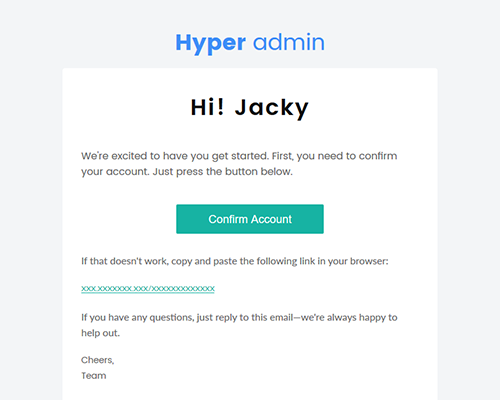 Hyper admin
Hi! Jacky
We're excited to have you get started. First, you need to confirm
your account. Just press the button below.
Confirm Account
If that doesn't work, copy and paste the following link in your browser:
xxx.xxxxxxx.xxx/xxxxxxxxxxxxx
If you have any questions, just reply to this email—we're always happy to
help out.
Cheers,
Team